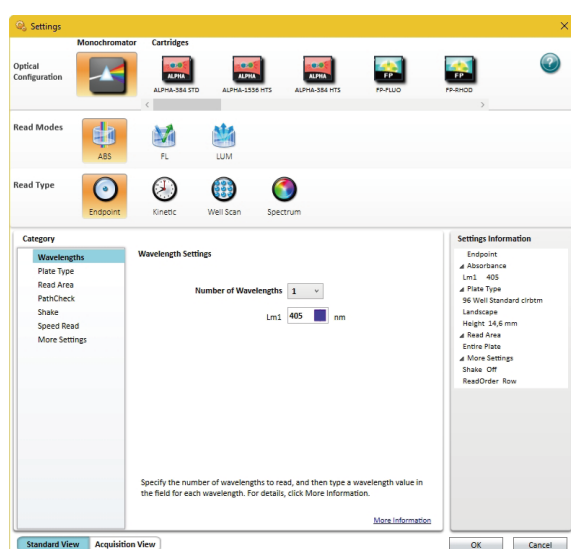 Settings
Monochromator Cartridges
Optical
Configuration
ALPHA
ALPHA
ALPHA
FP
FP
ALPHA-384 STD ALPHA-1536 HTS ALPHA-384 HTS FP-FLUO FP-RHOD
Read Modes
ABS FL LUM
Read Type
Endpoint Kinetic Well Scan Spectrum
Category
Wavelengths
Plate Type
Read Area
PathCheck
Shake
Speed Read
More Settings
Wavelength Settings
Number of Wavelengths 1
Lm1 405 nm
Specify the number of wavelengths to read, and then type a wavelength value in
the field for each wavelength. For details, click More Information.
More Information
Settings Information
Endpoint
Absorbance
Lm1 405
Plate Type
96 Well Standard clrbtm
Landscape
Height 14,6 mm
Read Area
Entire Plate
More Settings
Shake Off
ReadOrder Row
Standard View Acquisition View
OK Cancel